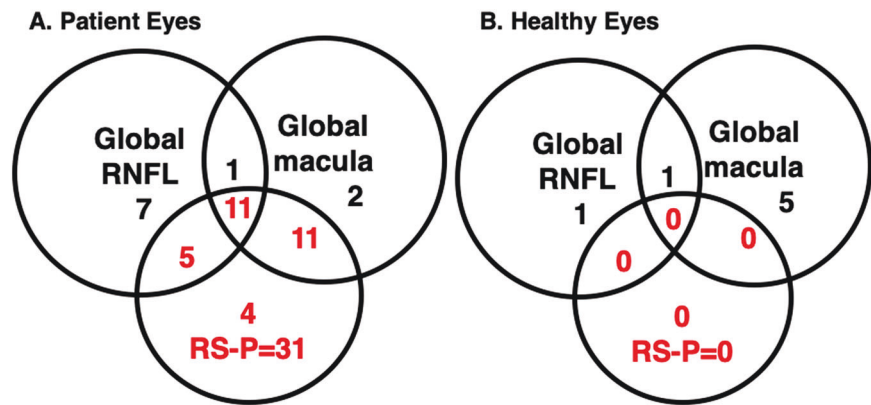 A. Patient Eyes
Global
RNFL
7
1
Global
macula
2
11
5
11
4
RS-P=31
B. Healthy Eyes
Global
RNFL
1
1
Global
macula
5
0
0
0
0
RS-P=0